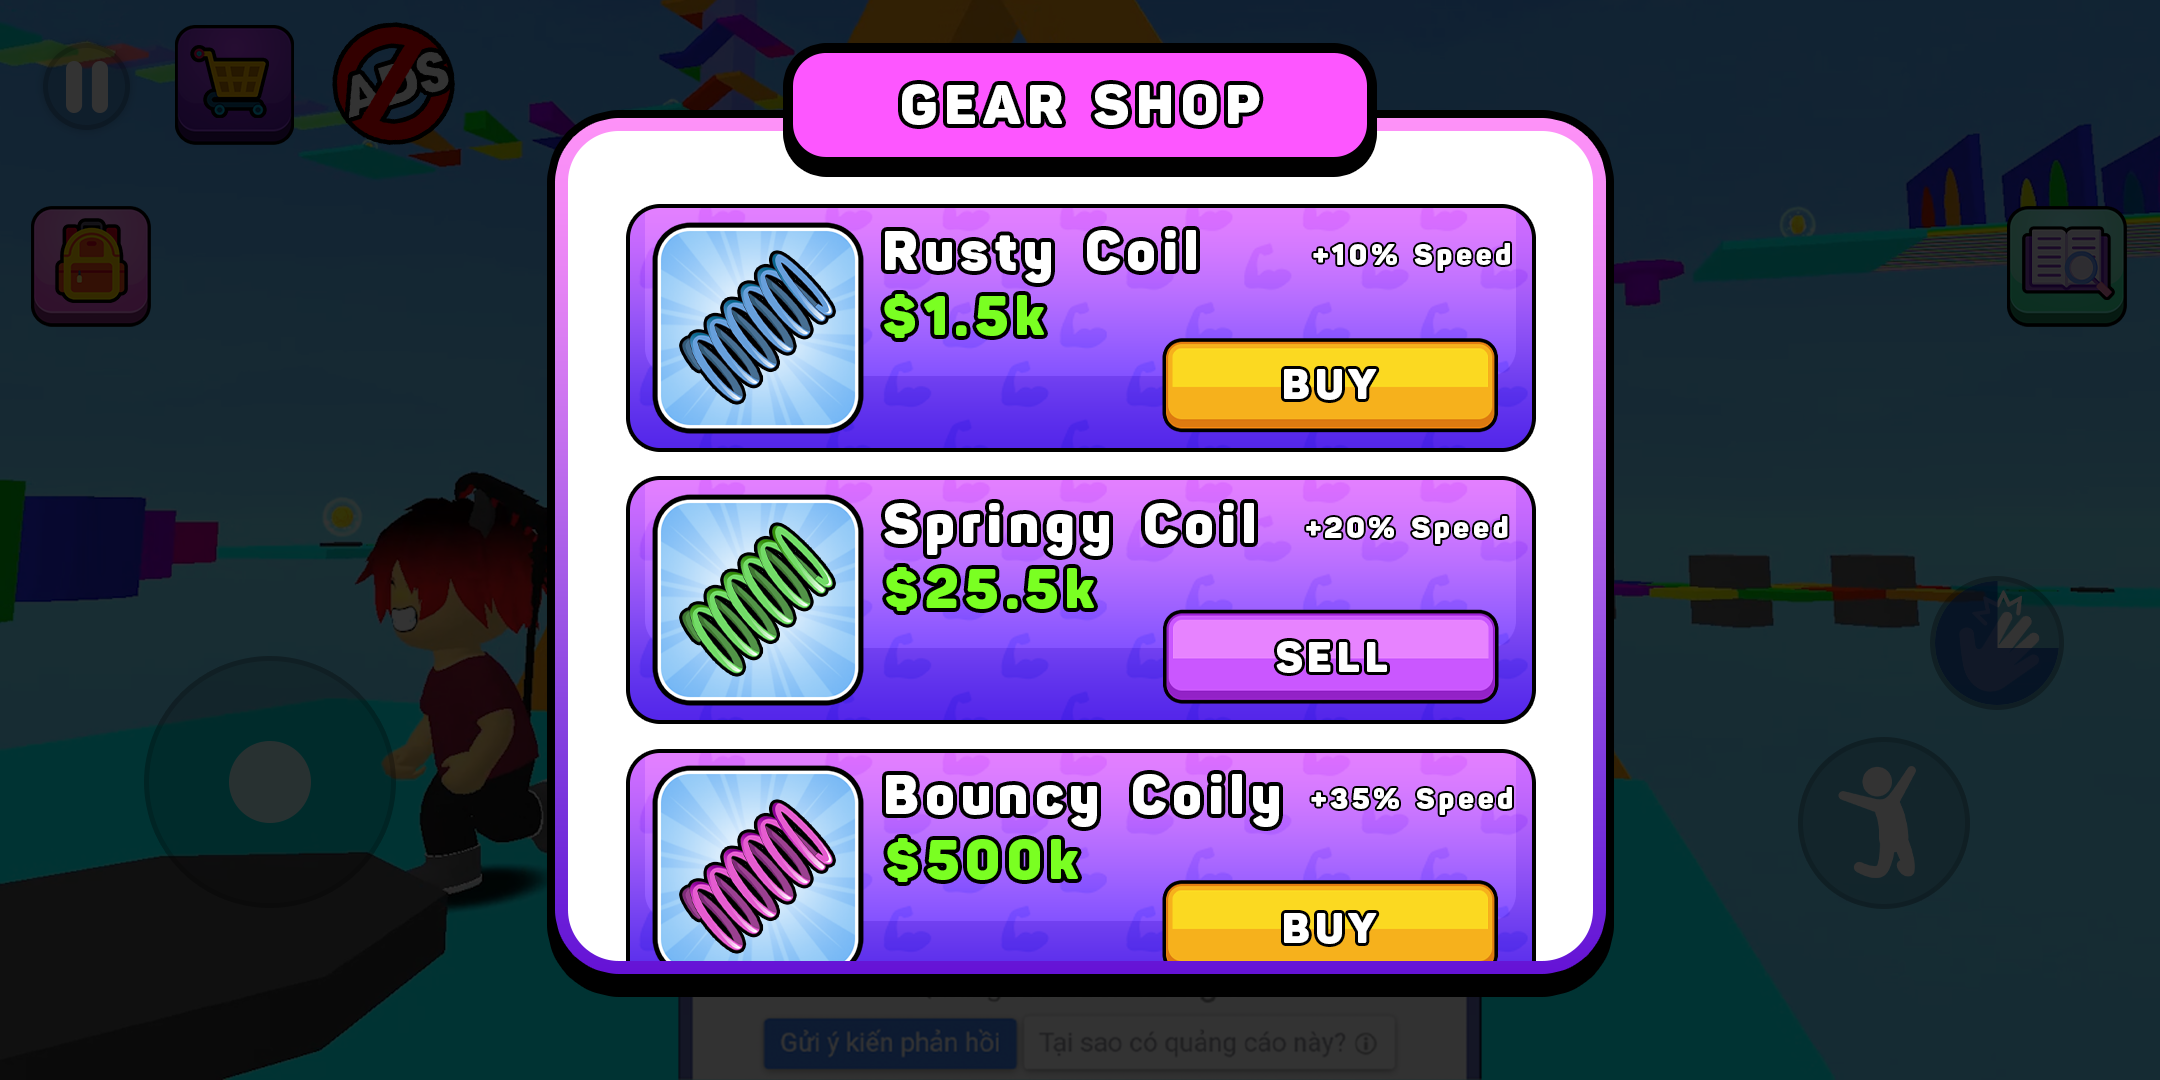 ADS
GEAR SHOP
Rusty Coil
+10% Speed
$1.5k
BUY
Springy Coil
+20% Speed
$25.5k
SELL
Bouncy Coily
+35% Speed
$500k
BUY
Gửi ý kiến phản hồi
Tại sao có quảng cáo này?